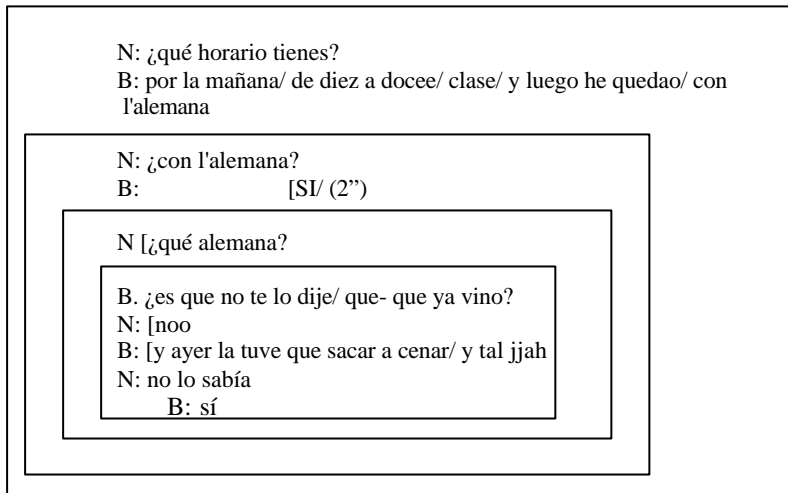 N: ¿qué horario tienes?
B: por la mañana/ de diez a docee/ clase/ y luego he quedao/ con
l'alemana
N: ¿con l'alemana?
B: [SI/ (2”)
N [¿qué alemana?
B. ¿es que no te lo dije/ que- que ya vino?
N: [noo
B: [y ayer la tuve que sacar a cenar/ y tal jjah
N: no lo sabía
B: sí